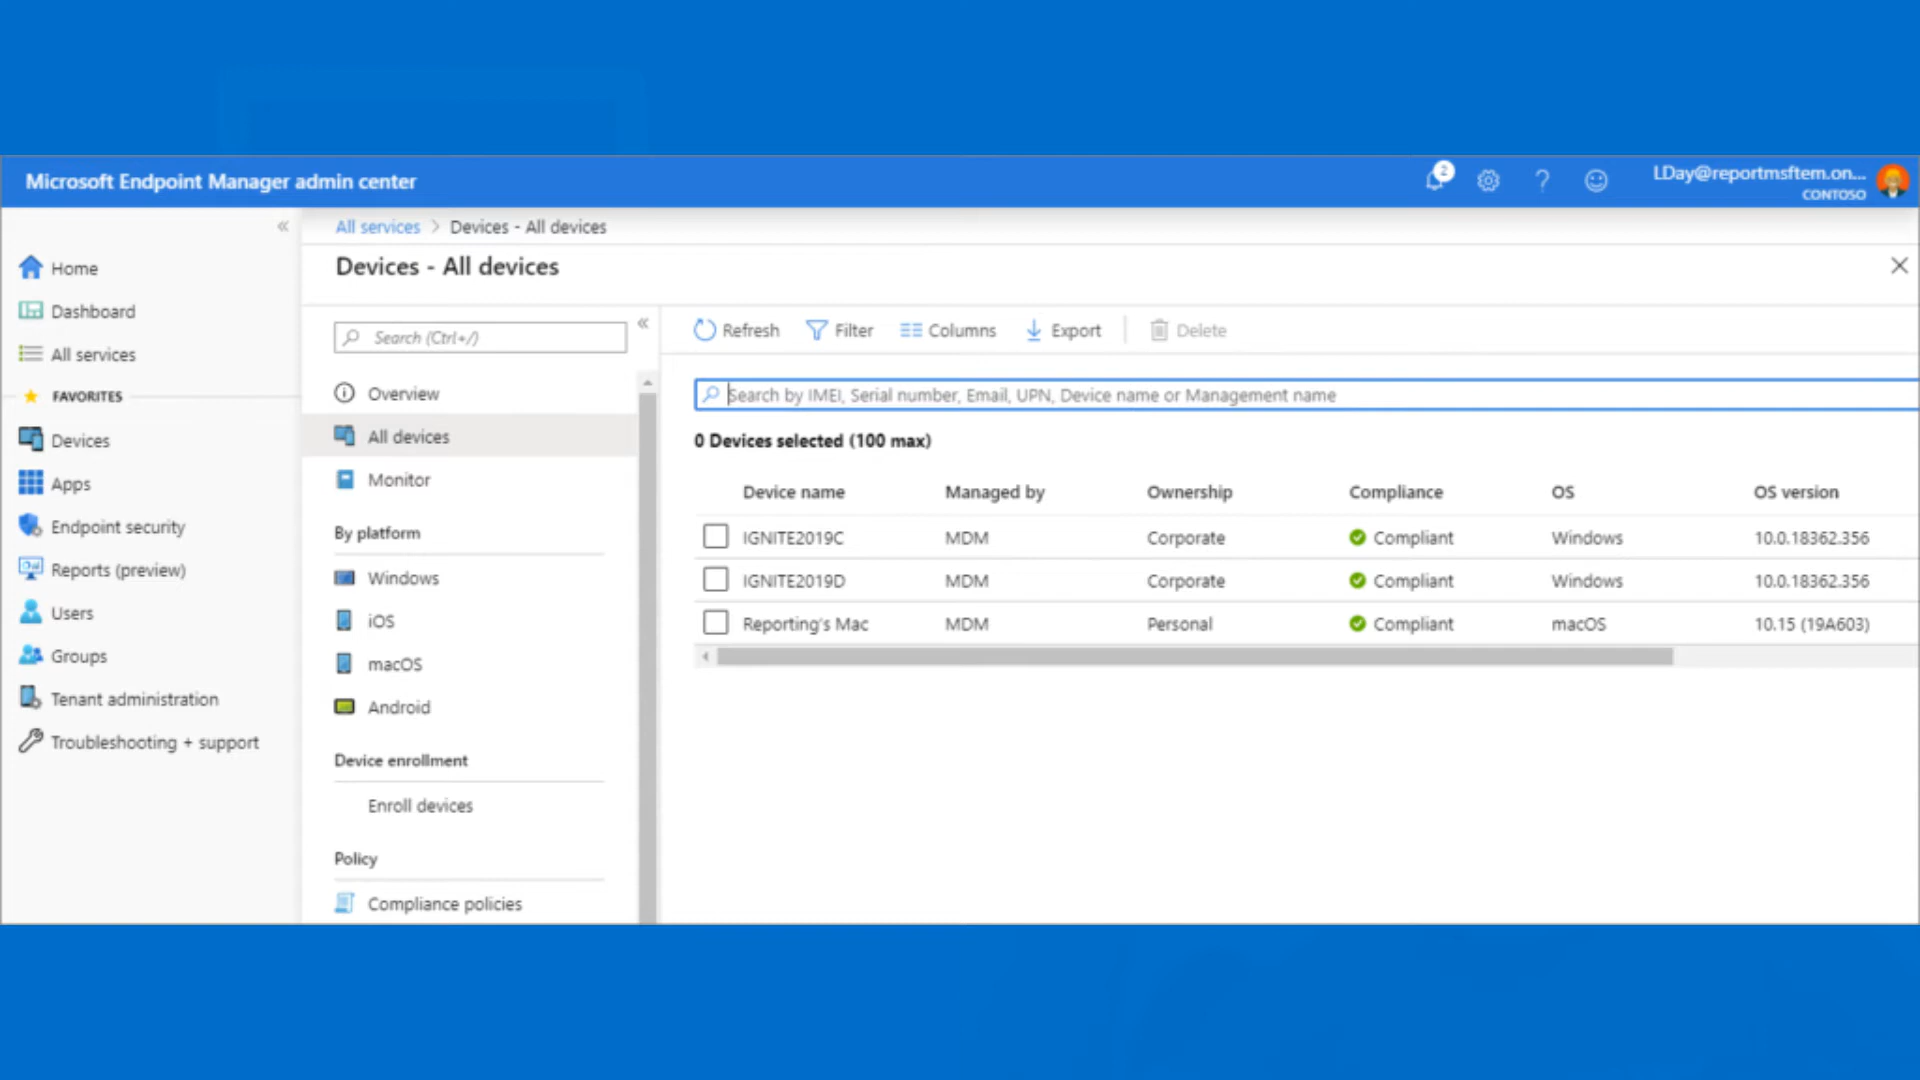 Microsoft Endpoint Manager admin center
2
LDay@reportmsftem.on...
CONTOSO
All services > Devices - All devices
Devices - All devices
Home
Dashboard
All services
FAVORITES
Devices
Apps
Endpoint security
Reports (preview)
Users
Groups
Tenant administration
Troubleshooting + support
Search (Ctrl+/)
Overview
All devices
Monitor
By platform
Windows
iOS
macOS
Android
Device enrollment
Enroll devices
Policy
Compliance policies
Refresh Filter Columns Export Delete
Search by IMEI, Serial number, Email, UPN, Device name or Management name
0 Devices selected (100 max)
Device name Managed by Ownership Compliance OS OS version
IGNITE2019C MDM Corporate Compliant Windows 10.0.18362.356
IGNITE2019D MDM Corporate Compliant Windows 10.0.18362.356
Reporting's Mac MDM Personal Compliant macOS 10.15 (19A603)